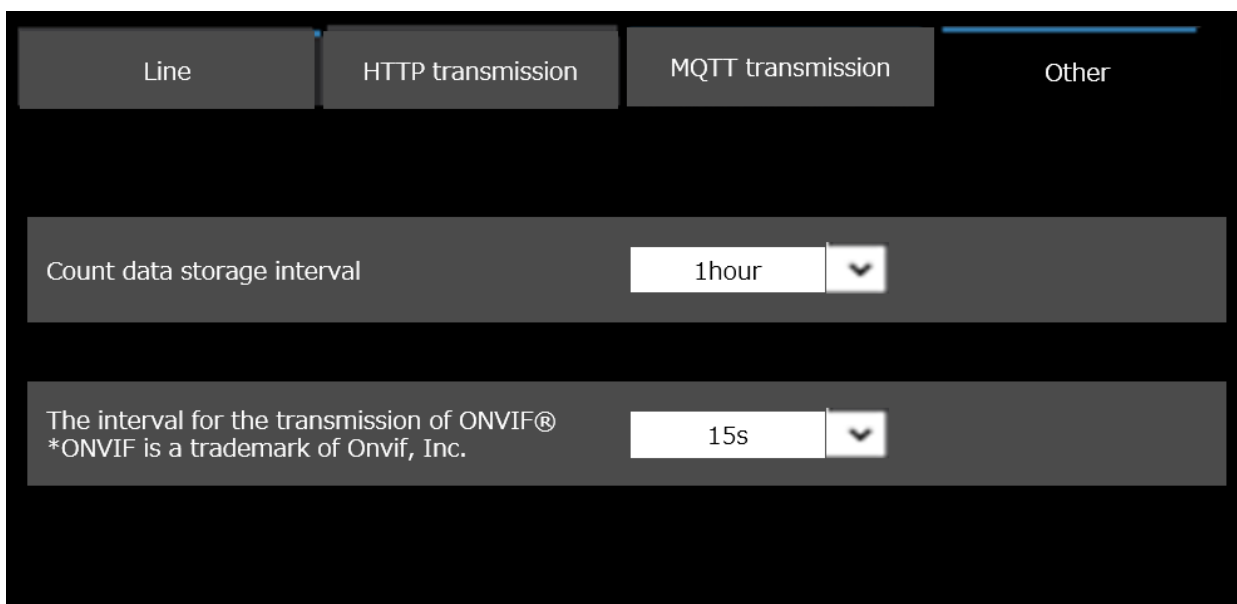 Line
HTTP transmission
MQTT transmission
Other
Count data storage interval
1hour
The interval for the transmission of ONVIF®
*ONVIF is a trademark of Onvif, Inc.
15s